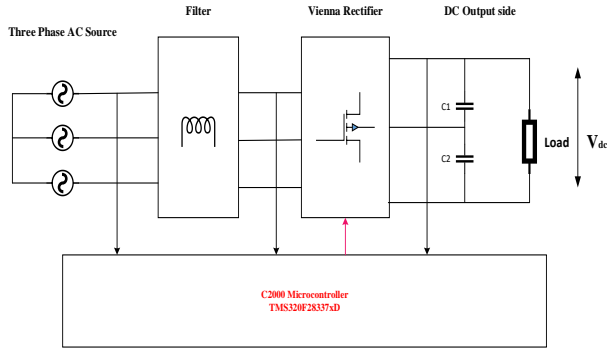 Filter
Vienna Rectifier
DC Output side
Three Phase AC Source
C1
C2
Load
Vdc
C2000 Microcontroller
TMS320F28337xD